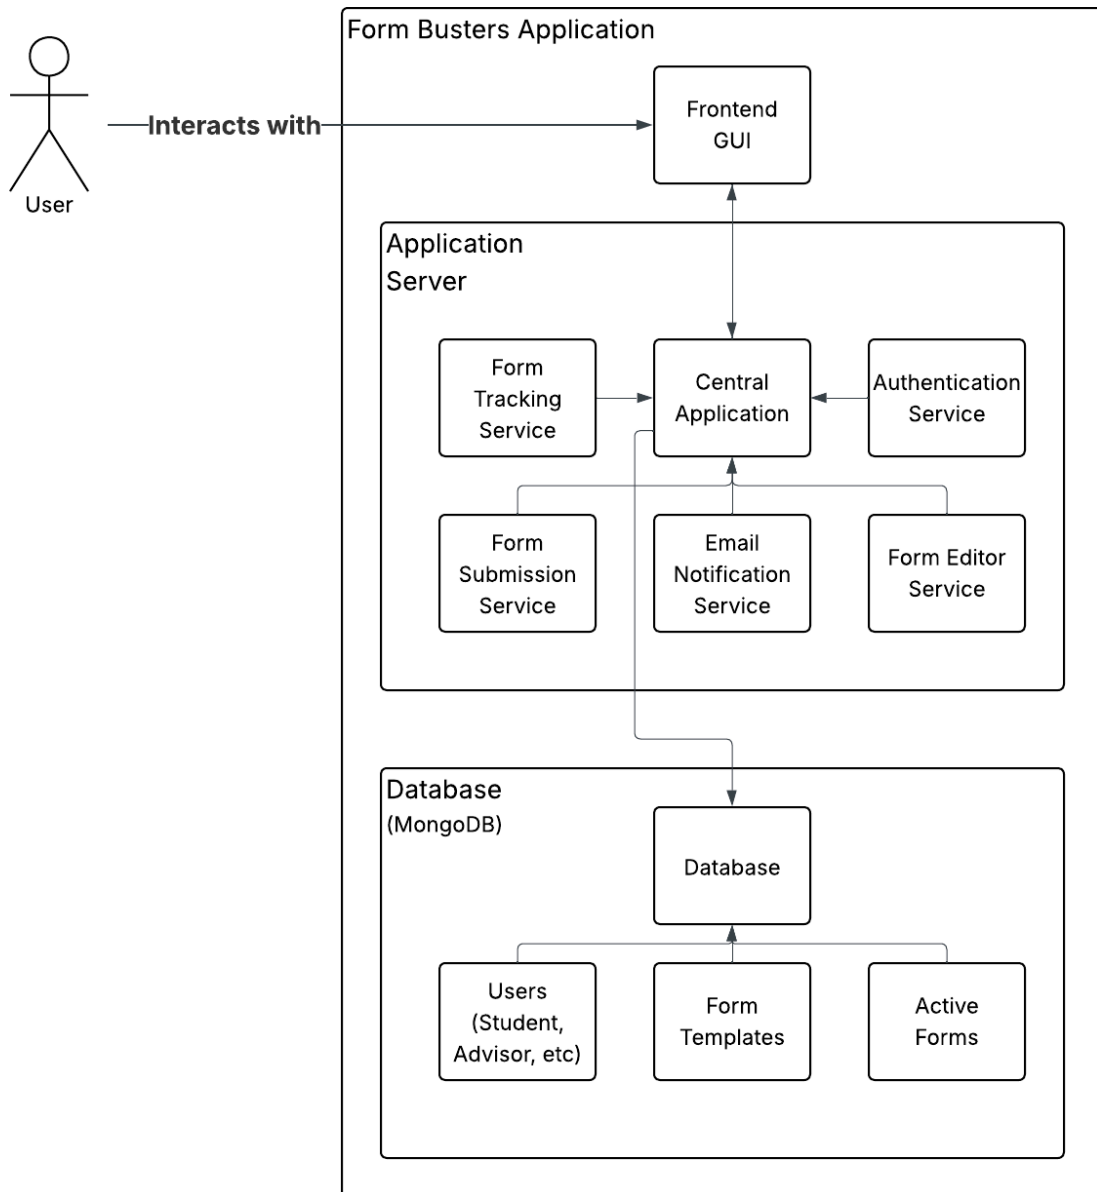 Form Busters Application
Interacts with
User
Frontend
GUI
Application
Server
Form
Tracking
Service
Central
Application
Authentication
Service
Form
Submission
Service
Email
Notification
Service
Form Editor
Service
Database
(MongoDB)
Database
Users
(Student,
Advisor, etc)
Form
Templates
Active
Forms